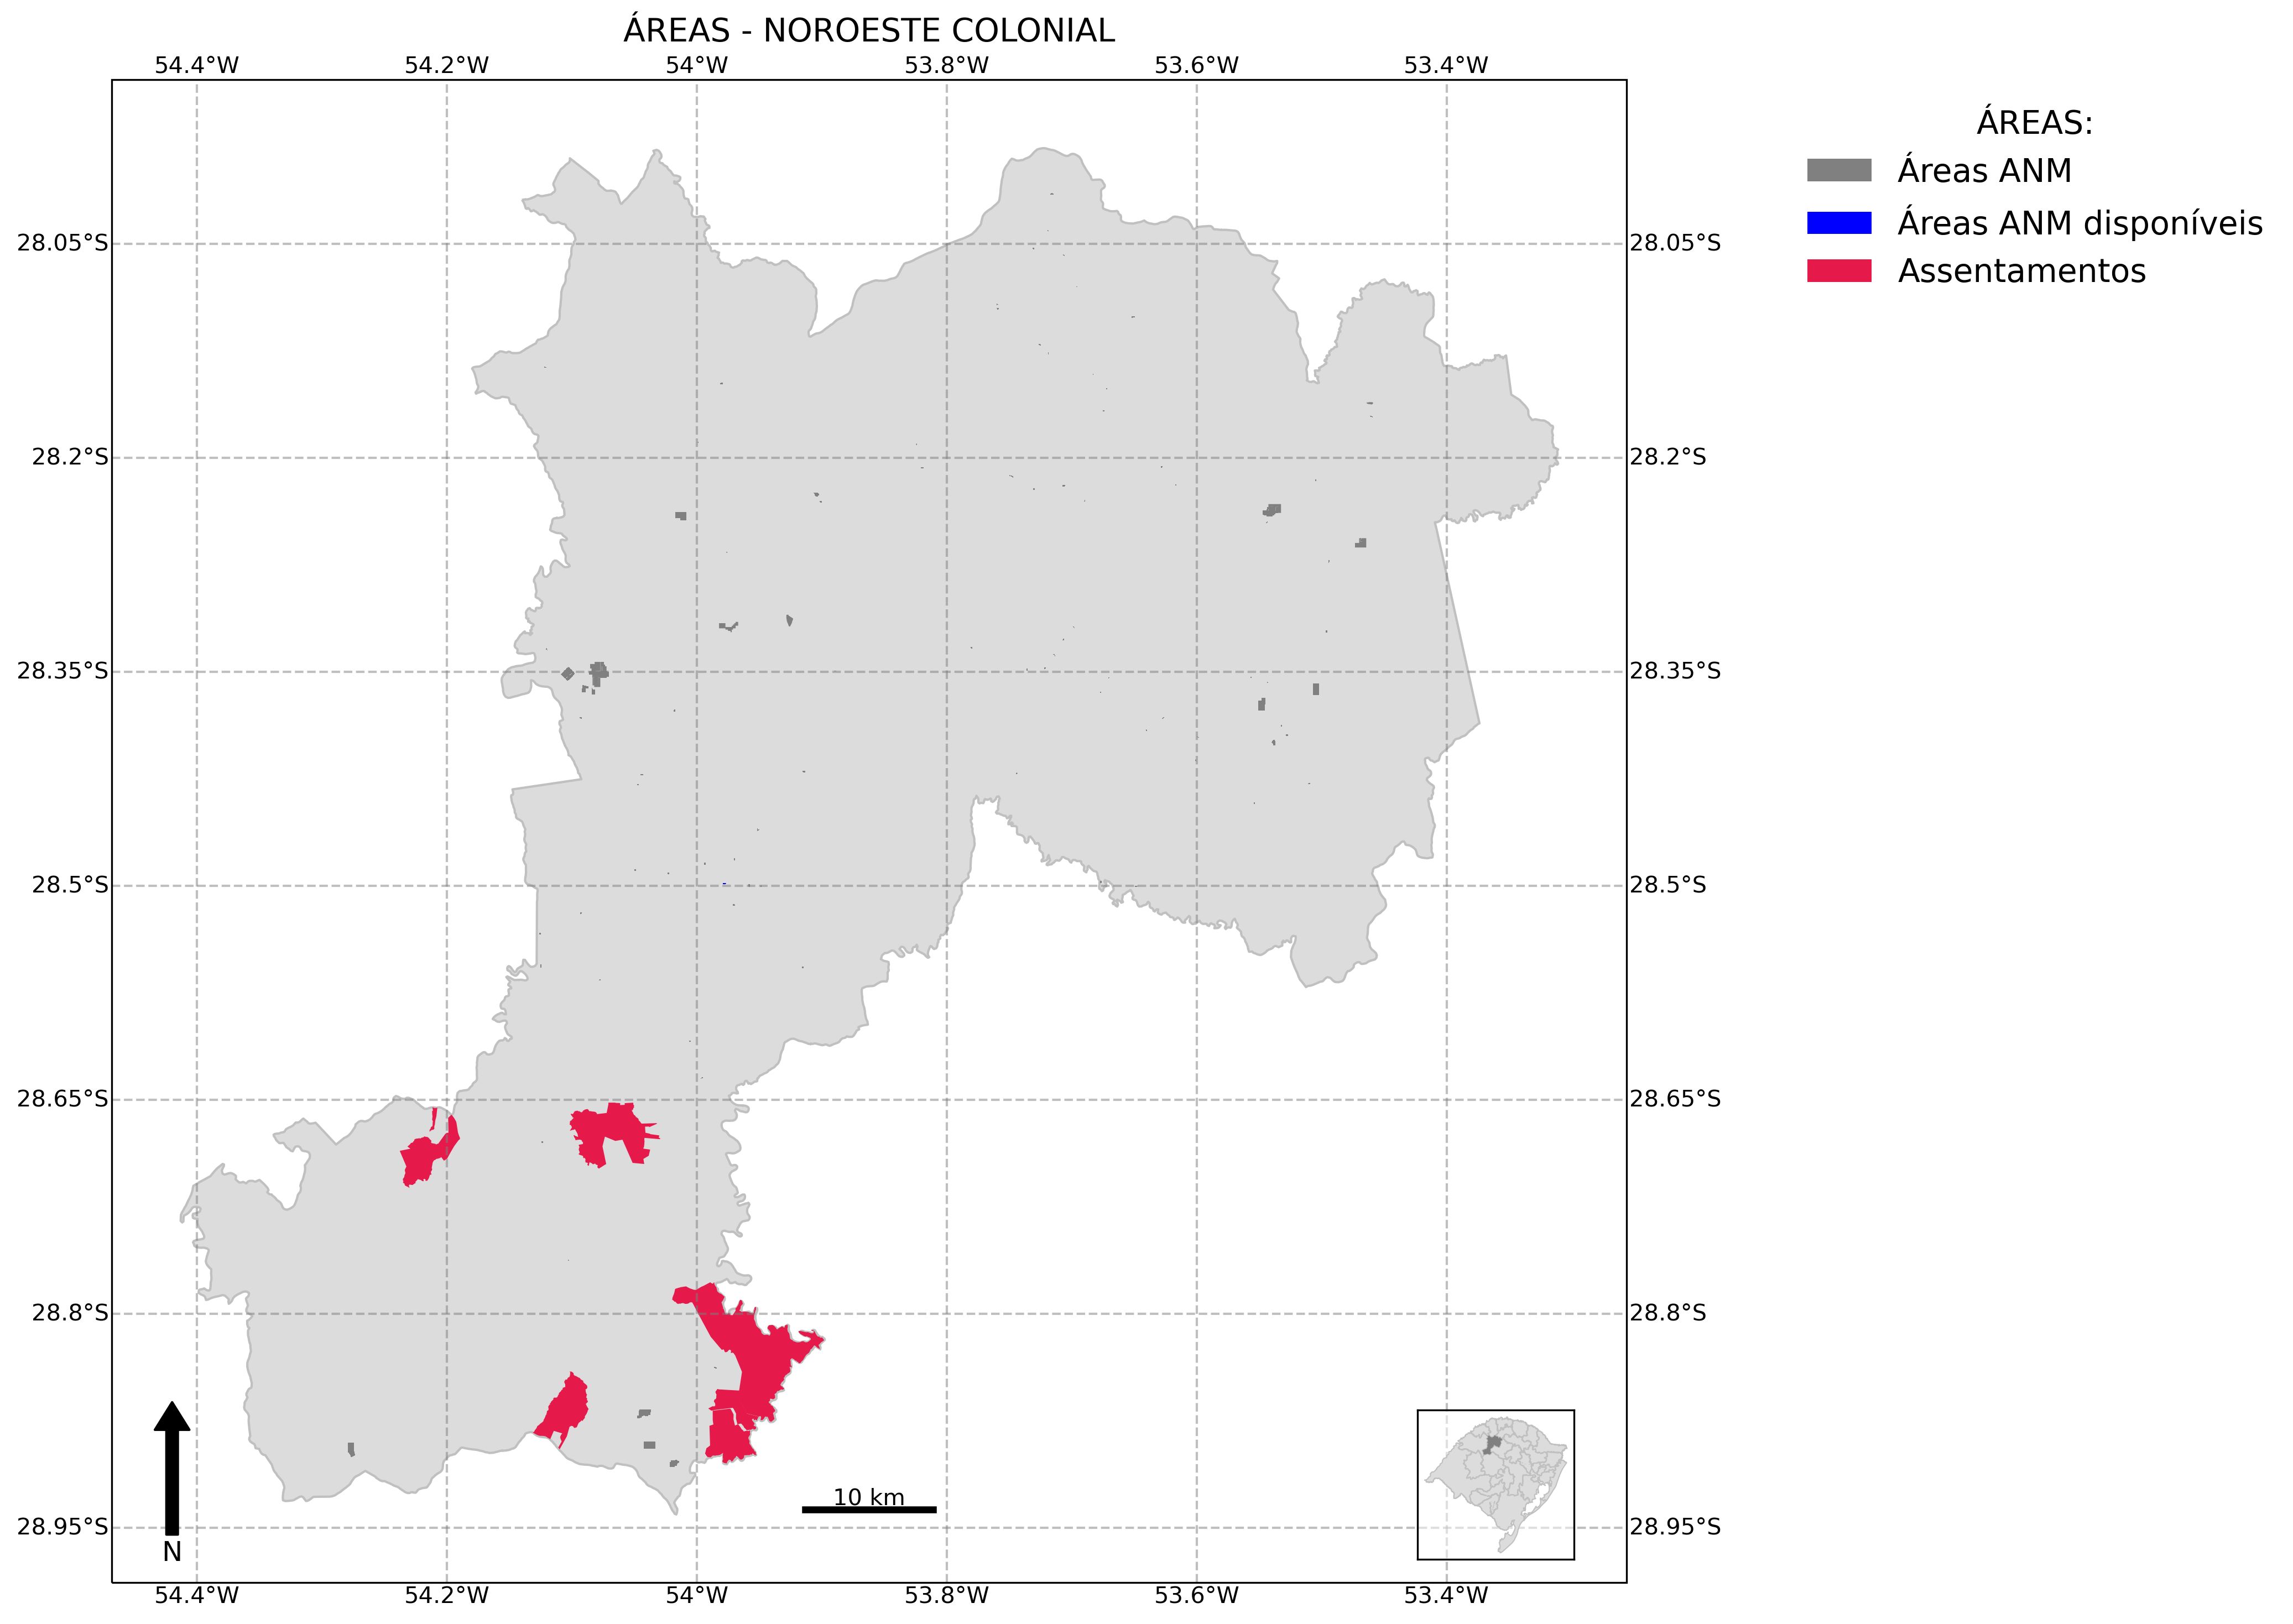 ÁREAS - NOROESTE COLONIAL
54.4°W 54.2°W 54°W 53.8°W 53.6°W 53.4°W
ÁREAS:
Áreas ANM
Áreas ANM disponíveis
Assentamentos
28.05°S 28.05°S
28.2°S 28.2°S
28.35°S 28.35°S
28.5°S 28.5°S
28.65°S 28.65°S
28.8°S 28.8°S
10 km
28.95°S 28.95°S
N
54.4°W 54.2°W 54°W 53.8°W 53.6°W 53.4°W